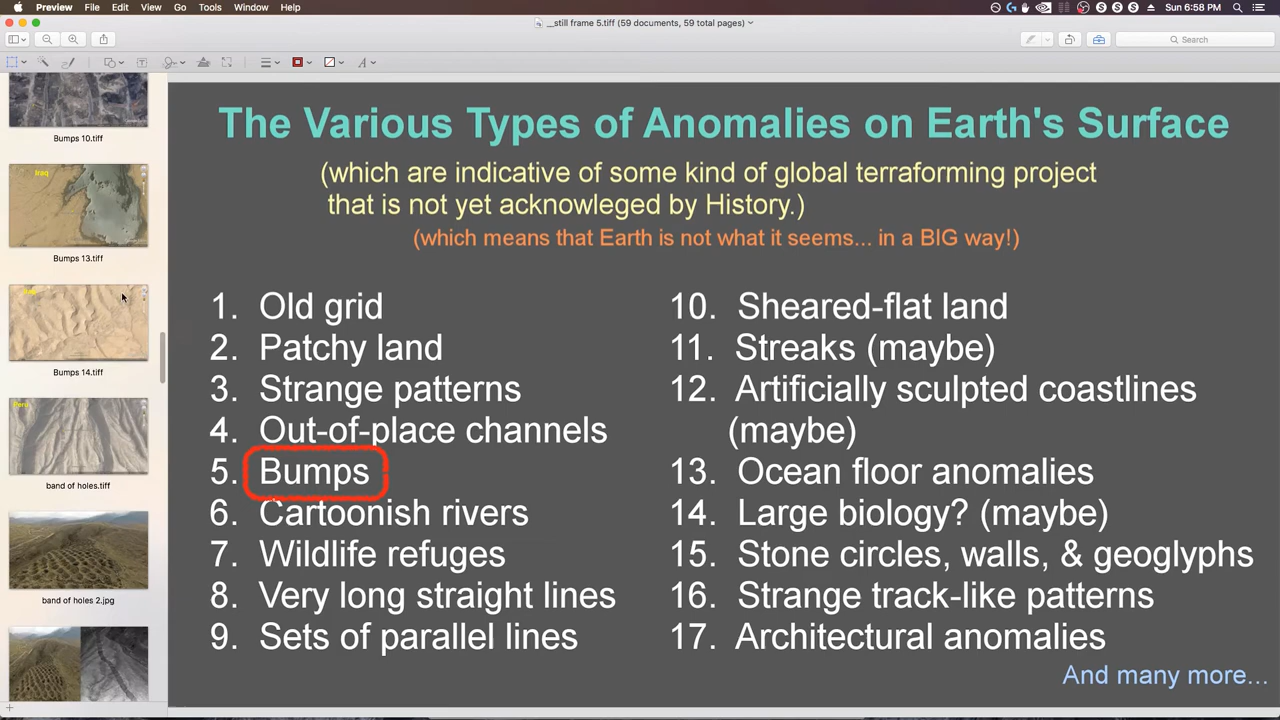 Preview File Edit View Go Tools Window Help
Sun 6:58 PM
__still frame 5.tiff (59 documents, 59 total pages)
Search
Bumps 10.tiff
Iraq
Bumps 13.tiff
Bumps 14.tiff
Peru
band of holes.tiff
band of holes 2.jpg
The Various Types of Anomalies on Earth's Surface
(which are indicative of some kind of global terraforming project
that is not yet acknowleged by History.)
(which means that Earth is not what it seems... in a BIG way!)
1. Old grid
2. Patchy land
3. Strange patterns
4. Out-of-place channels
5. Bumps
6. Cartoonish rivers
7. Wildlife refuges
8. Very long straight lines
9. Sets of parallel lines
10. Sheared-flat land
11. Streaks (maybe)
12. Artificially sculpted coastlines
(maybe)
13. Ocean floor anomalies
14. Large biology? (maybe)
15. Stone circles, walls, & geoglyphs
16. Strange track-like patterns
17. Architectural anomalies
And many more...